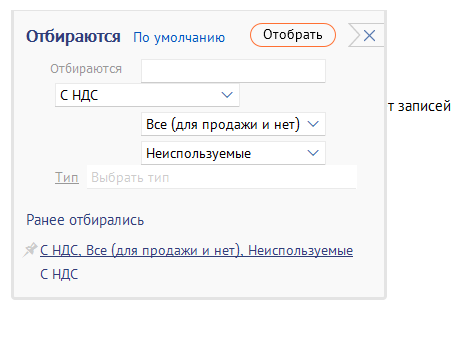 Отбираются По умолчанию Отобрать
Отбираются
С НДС
т записей
Все (для продажи и нет)
Неиспользуемые
Тип Выбрать тип
Ранее отбирались
С НДС, Все (для продажи и нет), Неиспользуемые
С НДС